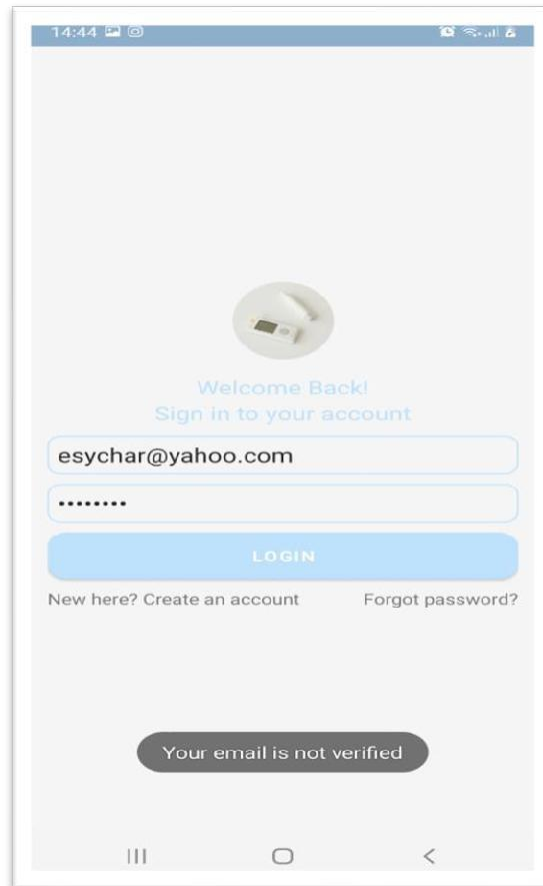 14:44
Welcome Back!
Sign in to your account
esychar@yahoo.com
••••••••
LOGIN
New here? Create an account Forgot password?
Your email is not verified